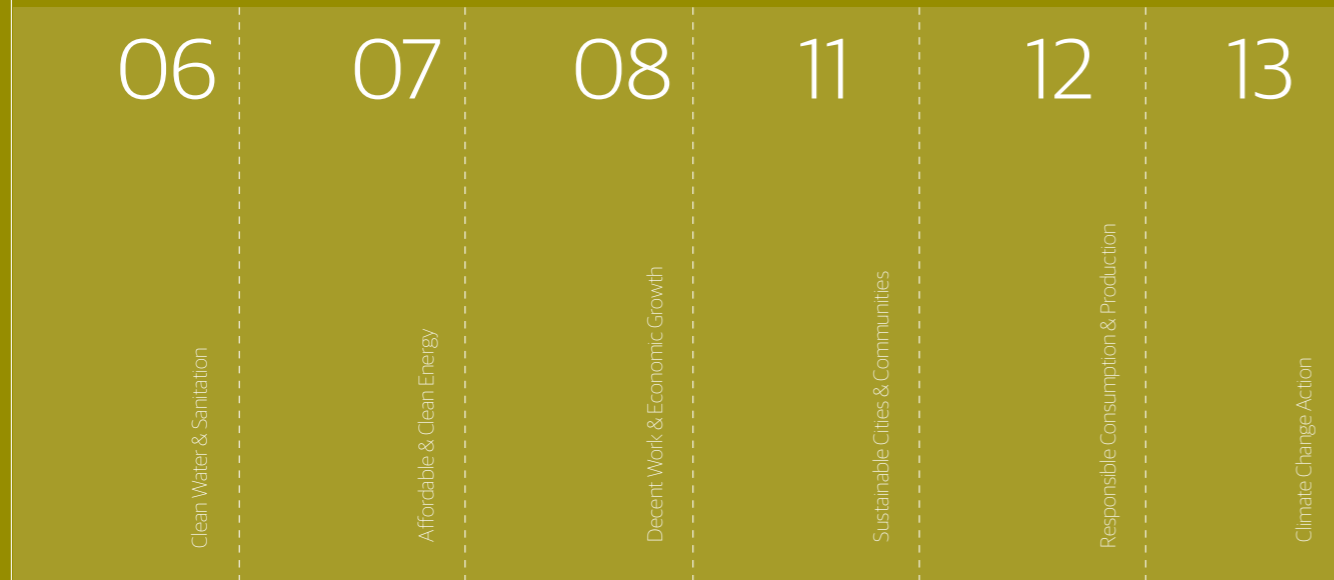 06
Clean Water & Sanitation
07
Affordable & Clean Energy
08
Decent Work & Economic Growth
11
Sustainable Cities & Communities
12
Responsible Consumption & Production
13
Climate Change Action